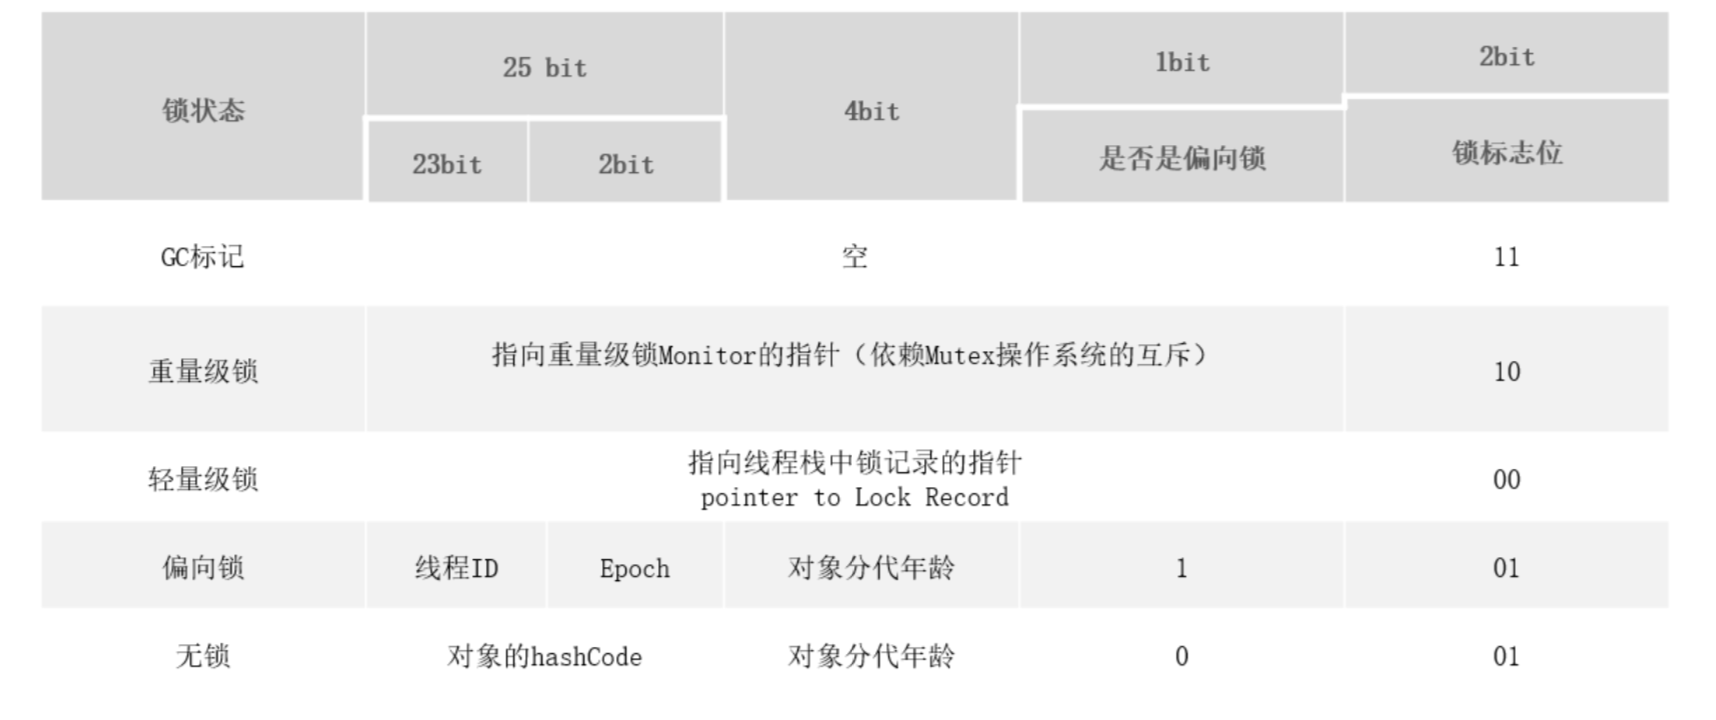 锁状态
25 bit
23bit
2bit
4bit
1bit
是否是偏向锁
2bit
锁标志位
GC标记
空
11
重量级锁
指向重量级锁Monitor的指针（依赖Mutex操作系统的互斥）
10
轻量级锁
指向线程栈中锁记录的指针
pointer to Lock Record
00
偏向锁
线程ID
Epoch
对象分代年龄
1
01
无锁
对象的hashCode
对象分代年龄
0
01